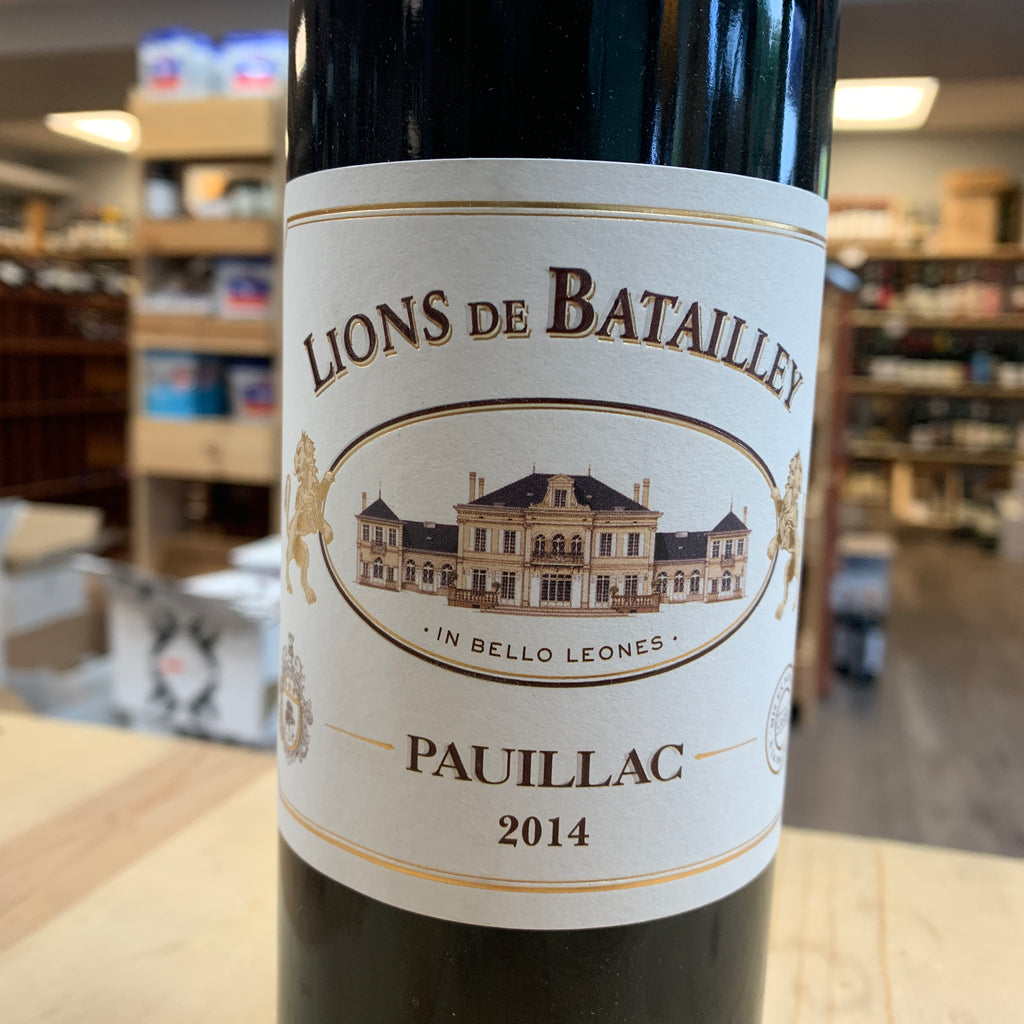 LIONS DE BATAILLEY
· IN BELLO LEONES ·
PAUILLAC
2014